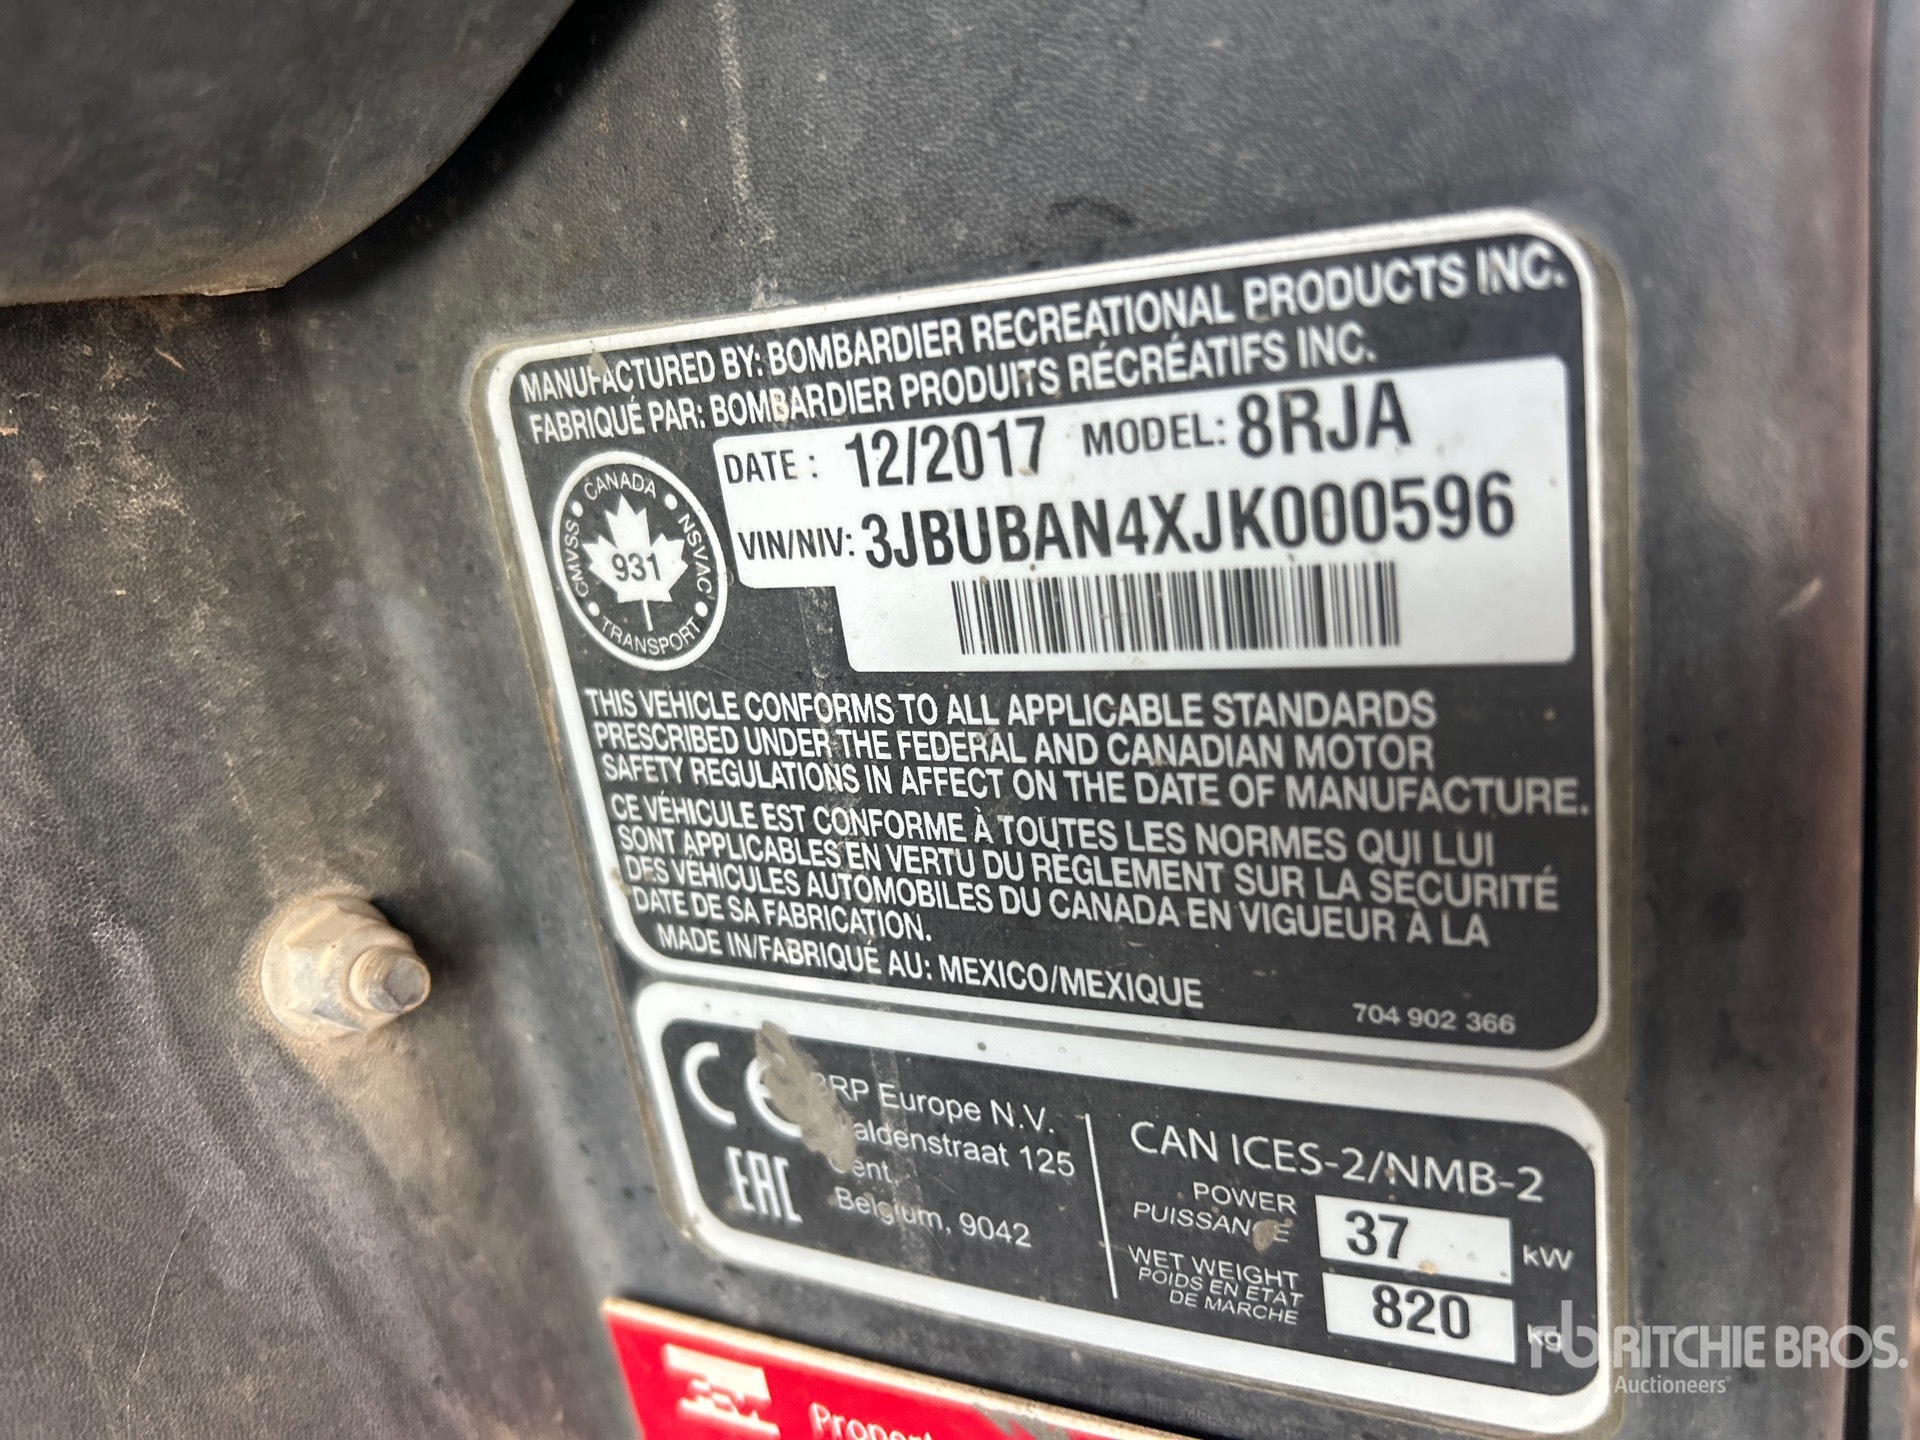 MANUFACTURED BY: BOMBARDIER RECREATIONAL PRODUCTS INC.
FABRIQUÉ PAR: BOMBARDIER PRODUITS RÉCRÉATIFS INC.
DATE : 12/2017 MODEL: 8RJA
VIN/NIV: 3JBUBAN4XJK000596
CANADA
CMVSS
931
NSVAC
TRANSPORT
THIS VEHICLE CONFORMS TO ALL APPLICABLE STANDARDS
PRESCRIBED UNDER THE FEDERAL AND CANADIAN MOTOR
SAFETY REGULATIONS IN AFFECT ON THE DATE OF MANUFACTURE.
CE VÉHICULE EST CONFORME À TOUTES LES NORMES QUI LUI
SONT APPLICABLES EN VERTU DU RÈGLEMENT SUR LA SÉCURITÉ
DES VÉHICULES AUTOMOBILES DU CANADA EN VIGUEUR À LA
DATE DE SA FABRICATION.
MADE IN/FABRIQUÉ AU: MEXICO/MEXIQUE
704 902 366
CE
EAC
BRP Europe N.V.
125
Belgium, 9042
CAN ICES-2/NMB-2
POWER
PUISSANCE
37 kW
WET WEIGHT
POIDS EN ETAT
DE MARCHE
820 kg
rb RITCHIE BROS.
Auctioneers